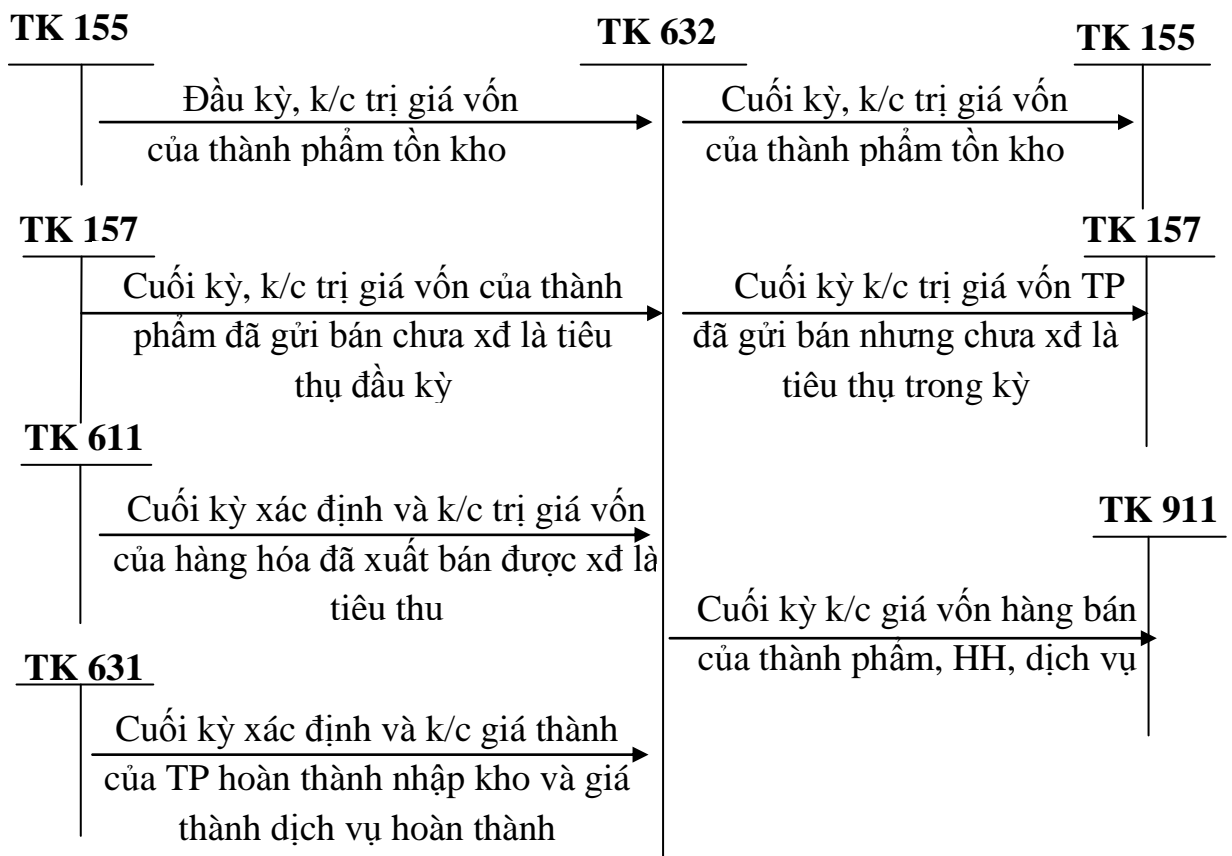 TK 155
TK 632
TK 155
Đầu kỳ, k/c trị giá vốn
của thành phẩm tồn kho
Cuối kỳ, k/c trị giá vốn
của thành phẩm tồn kho
TK 157
TK 157
Cuối kỳ, k/c trị giá vốn của thành
phẩm đã gửi bán chưa xđ là tiêu
thụ đầu kỳ
Cuối kỳ k/c trị giá vốn TP
đã gửi bán nhưng chưa xđ là
tiêu thụ trong kỳ
TK 611
Cuối kỳ xác định và k/c trị giá vốn
của hàng hóa đã xuất bán được xđ là
tiêu thu
TK 911
Cuối kỳ k/c giá vốn hàng bán
của thành phẩm, HH, dịch vụ
TK 631
Cuối kỳ xác định và k/c giá thành
của TP hoàn thành nhập kho và giá
thành dịch vụ hoàn thành